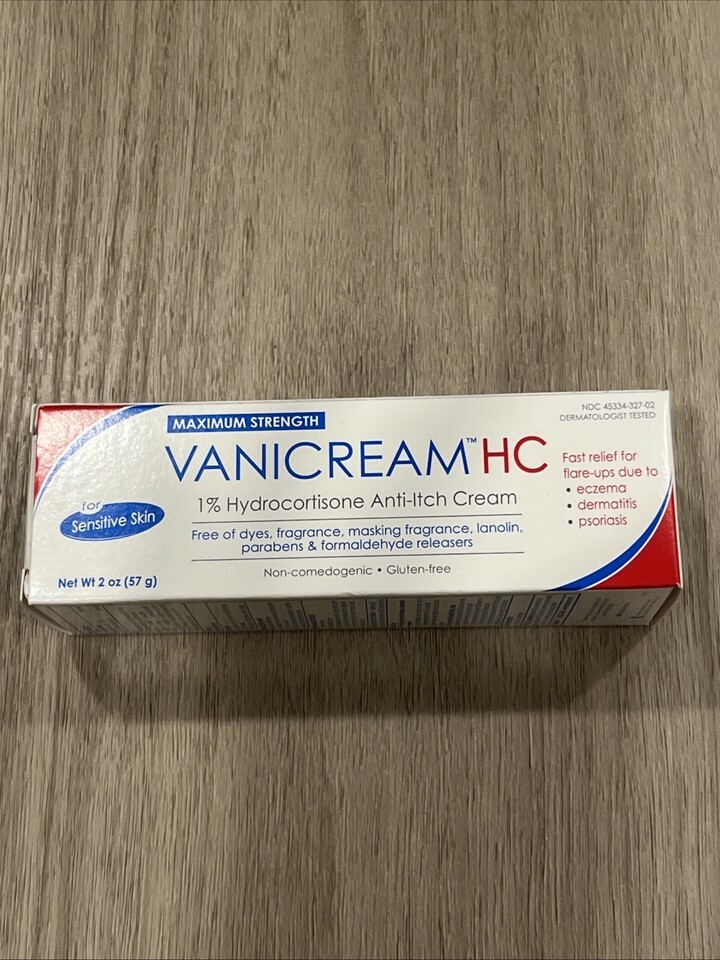 NDC 45334-327-02
DERMATOLOGIST TESTED
MAXIMUM STRENGTH
VANICREAM™ HC
1% Hydrocortisone Anti-Itch Cream
Free of dyes, fragrance, masking fragrance, lanolin,
parabens & formaldehyde releasers
Non-comedogenic • Gluten-free
for
Sensitive Skin
Net Wt 2 oz (57 g)
Fast relief for
flare-ups due to
• eczema
• dermatitis
• psoriasis